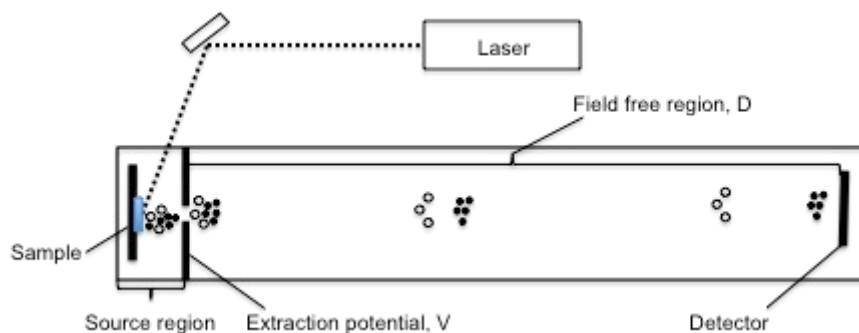 Laser
Field free region, D
Sample
Source region
Extraction potential, V
Detector